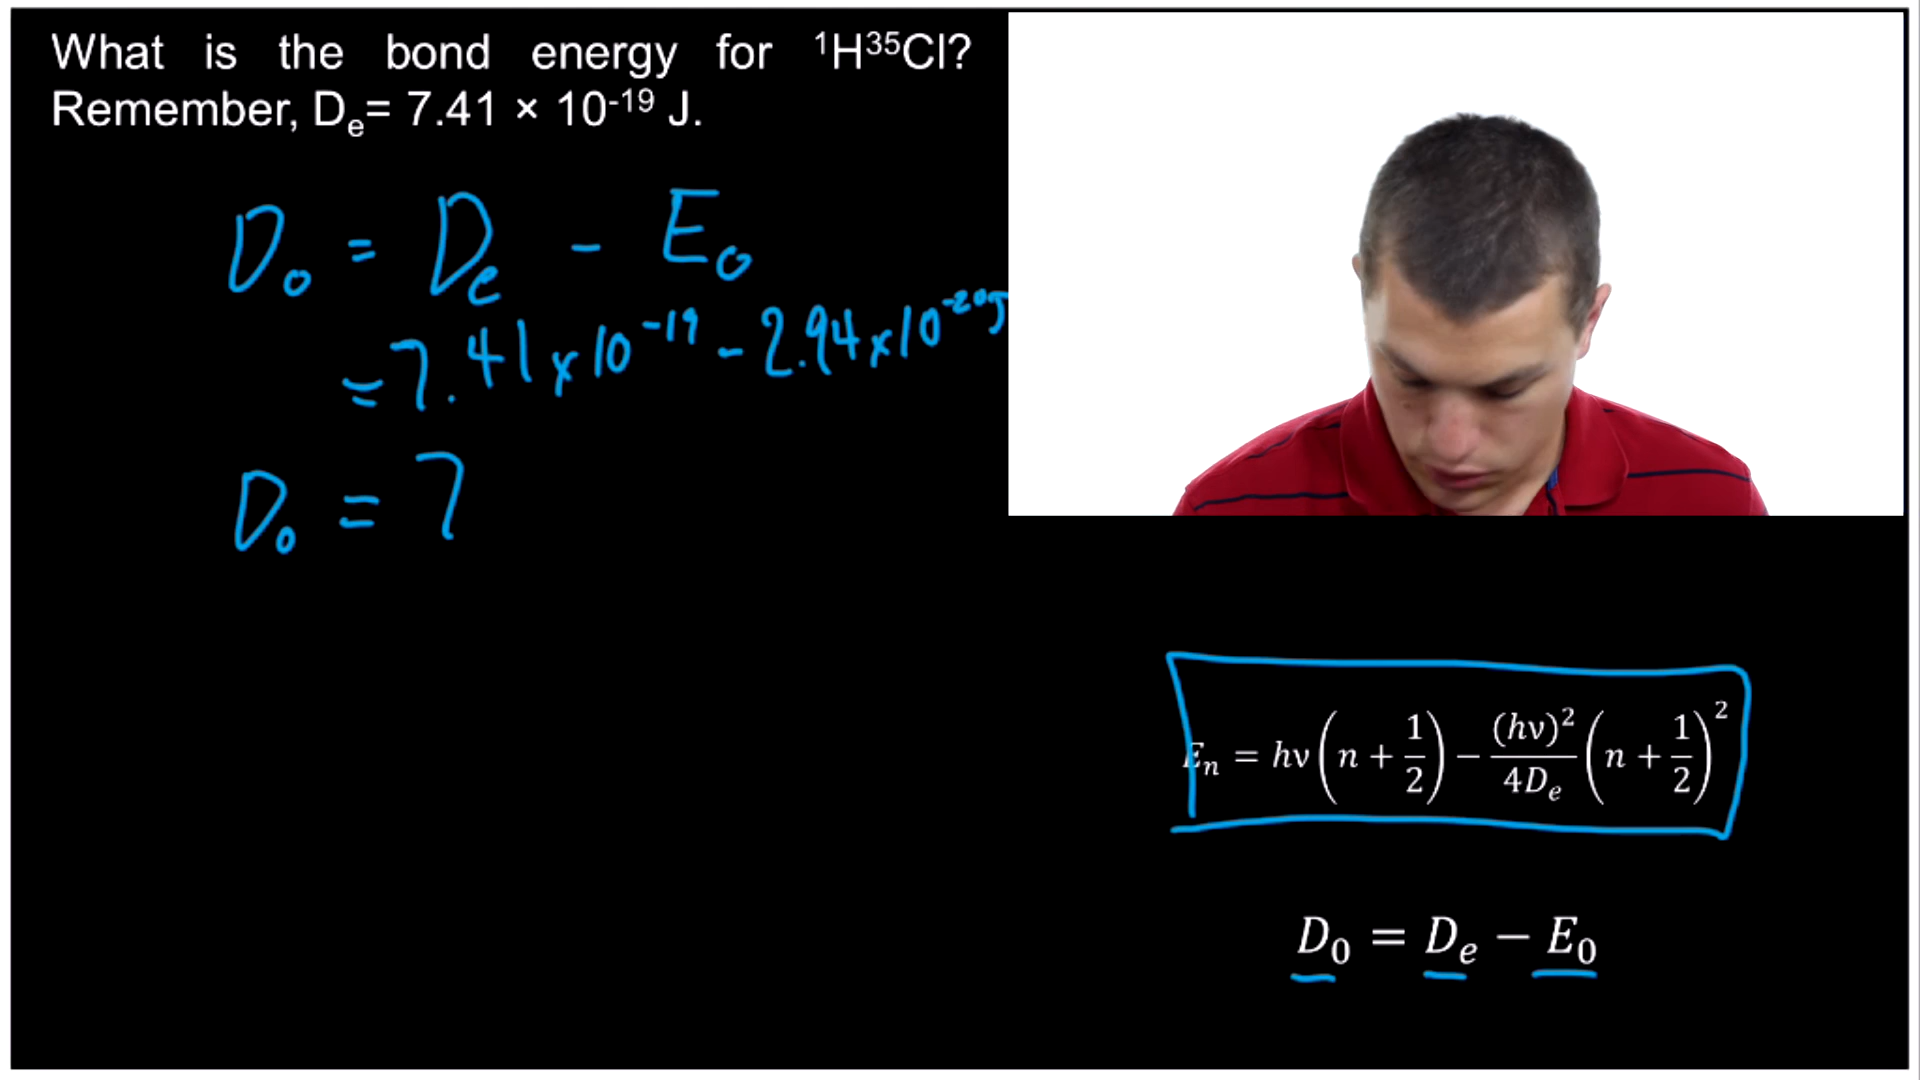 What is the bond energy for ¹H³⁵Cl?
Remember, Dₑ= 7.41 × 10⁻¹⁹ J.
D₀ = Dₑ - E₀
= 7.41 x 10⁻¹⁹ - 2.94 x 10⁻²⁰ J
D₀ = 7
Eₙ = hν(n + 1/2) − (hν)²/4Dₑ (n + 1/2)²
D₀ = Dₑ − E₀